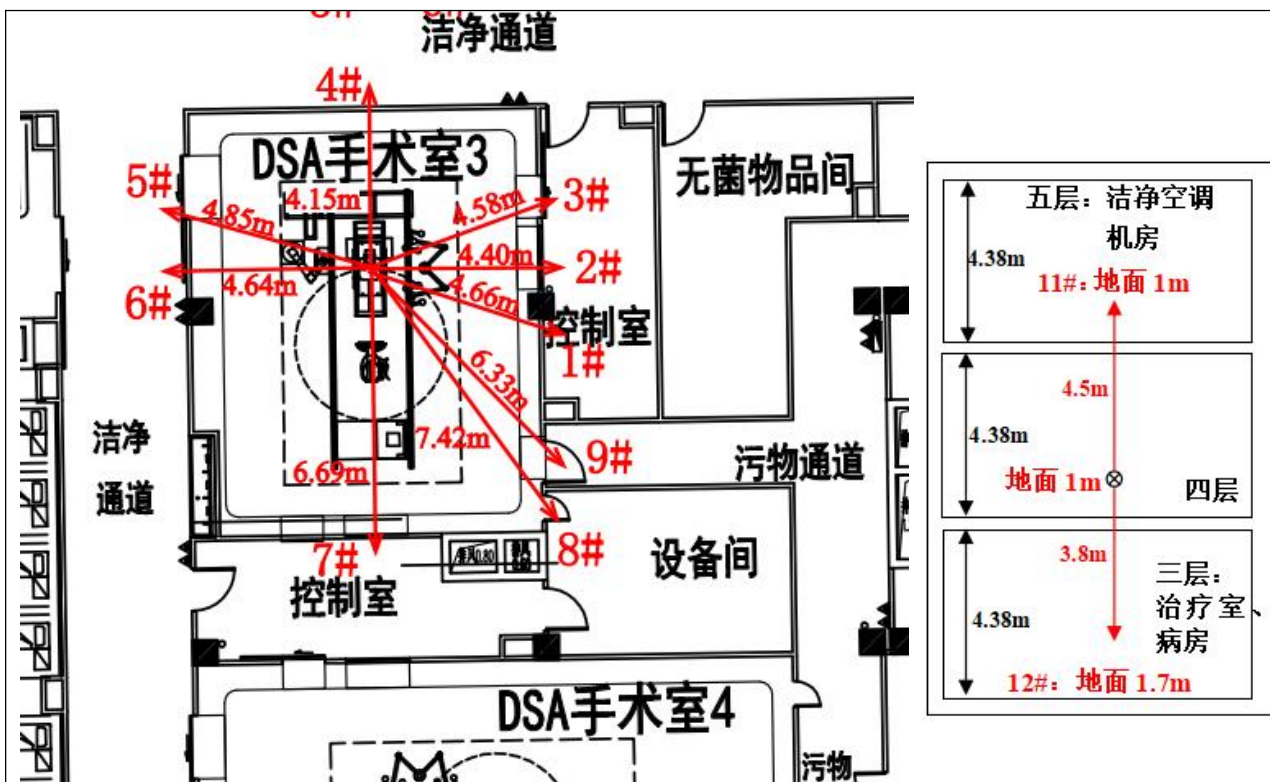 洁净通道
4#
DSA手术室3
无菌物品间
5#
3#
4.15m
4.58m
4.85m
4.40m
2#
4.64m
4.66m
6#
控制室
1#
6.33m
洁净
通道
7.42m
9#
6.69m
污物通道
7#
8#
设备间
控制室
DSA手术室4
污物
五层：洁净空调
机房
4.38m
11#：地面 1m
4.5m
4.38m
地面 1m
四层
3.8m
三层：
治疗室、
病房
4.38m
12#：地面 1.7m